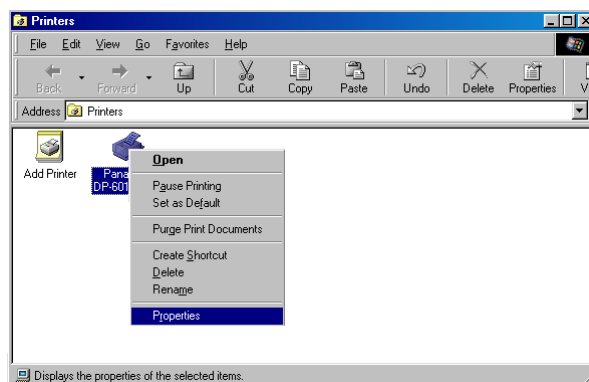 Printers
File Edit View Go Favorites Help
Back Forward Up Cut Copy Paste Undo Delete Properties
Address Printers
Add Printer
Pana
DP-601
Open
Pause Printing
Set as Default
Purge Print Documents
Create Shortcut
Delete
Rename
Properties
Displays the properties of the selected items.